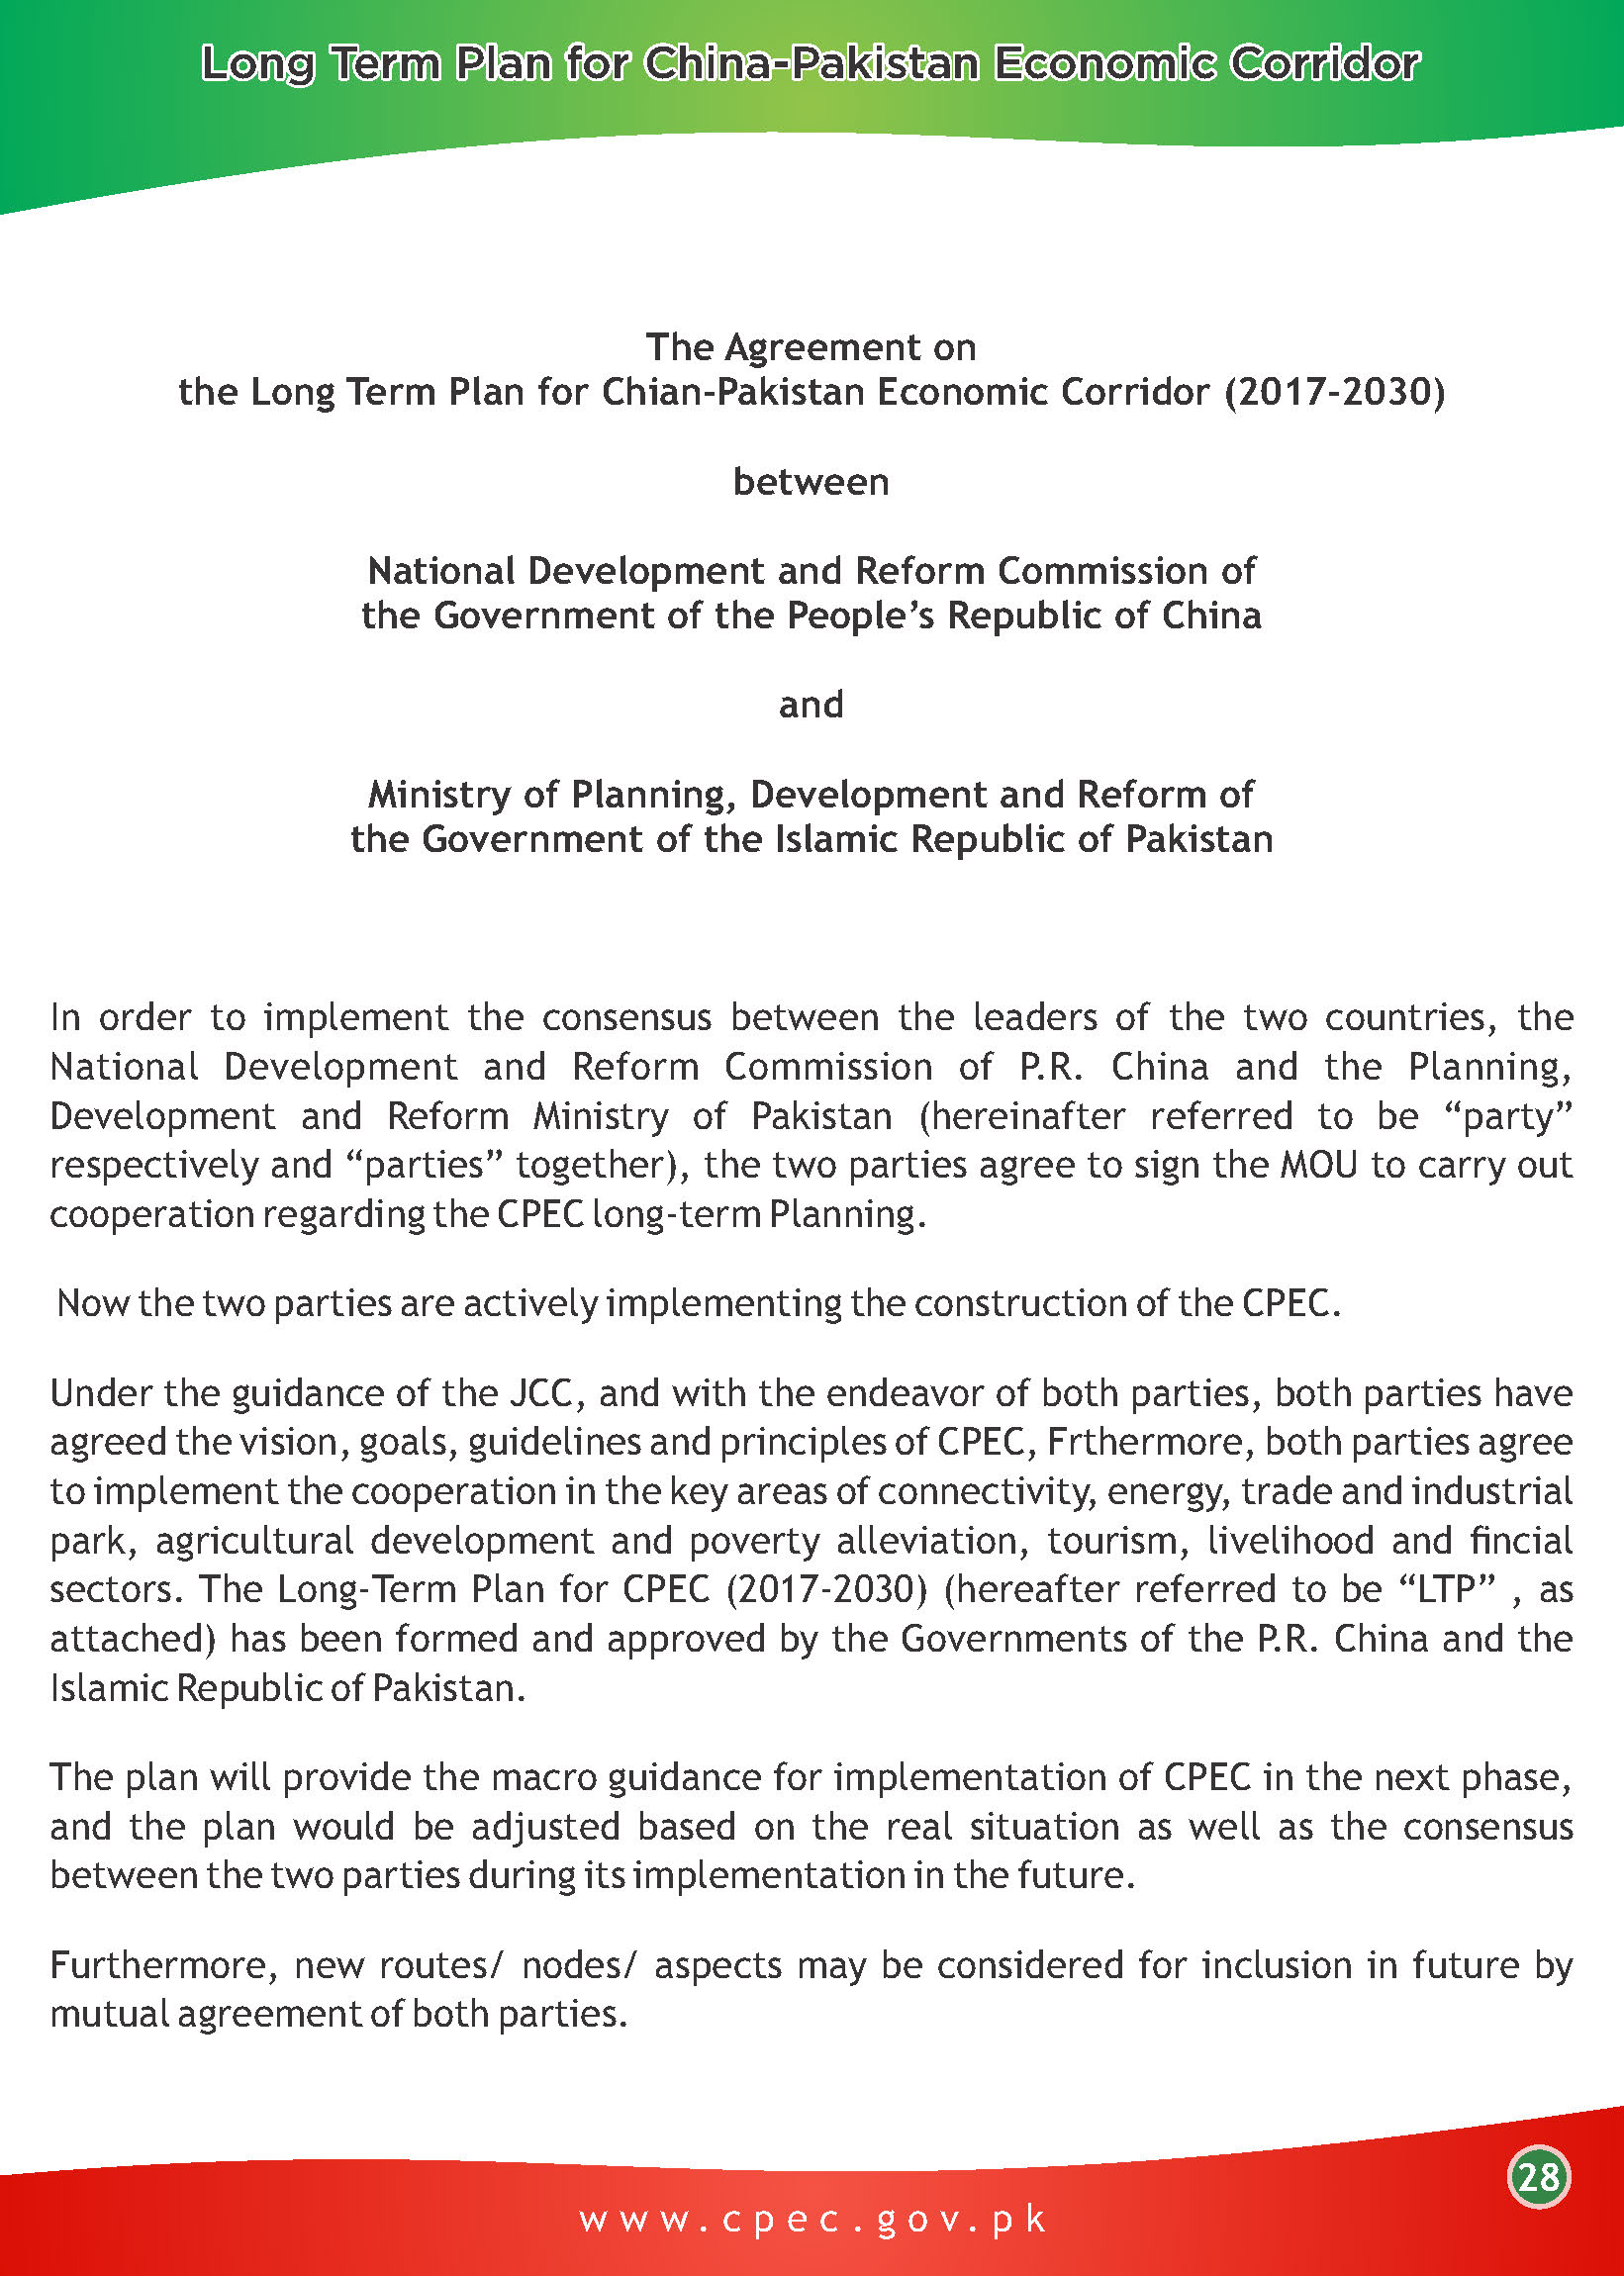 Long Term Plan for China-Pakistan Economic Corridor
The Agreement on
the Long Term Plan for Chian-Pakistan Economic Corridor (2017-2030)
between
National Development and Reform Commission of
the Government of the People’s Republic of China
and
Ministry of Planning, Development and Reform of
the Government of the Islamic Republic of Pakistan
In order to implement the consensus between the leaders of the two countries, the
National Development and Reform Commission of P.R. China and the Planning,
Development and Reform Ministry of Pakistan (hereinafter referred to be “party”
respectively and “parties” together), the two parties agree to sign the MOU to carry out
cooperation regarding the CPEC long-term Planning.
Now the two parties are actively implementing the construction of the CPEC.
Under the guidance of the JCC, and with the endeavor of both parties, both parties have
agreed the vision, goals, guidelines and principles of CPEC, Frthermore, both parties agree
to implement the cooperation in the key areas of connectivity, energy, trade and industrial
park, agricultural development and poverty alleviation, tourism, livelihood and fincial
sectors. The Long-Term Plan for CPEC (2017-2030) (hereafter referred to be “LTP” , as
attached) has been formed and approved by the Governments of the P.R. China and the
Islamic Republic of Pakistan.
The plan will provide the macro guidance for implementation of CPEC in the next phase,
and the plan would be adjusted based on the real situation as well as the consensus
between the two parties during its implementation in the future.
Furthermore, new routes/ nodes/ aspects may be considered for inclusion in future by
mutual agreement of both parties.
28
www.cpec.gov.pk